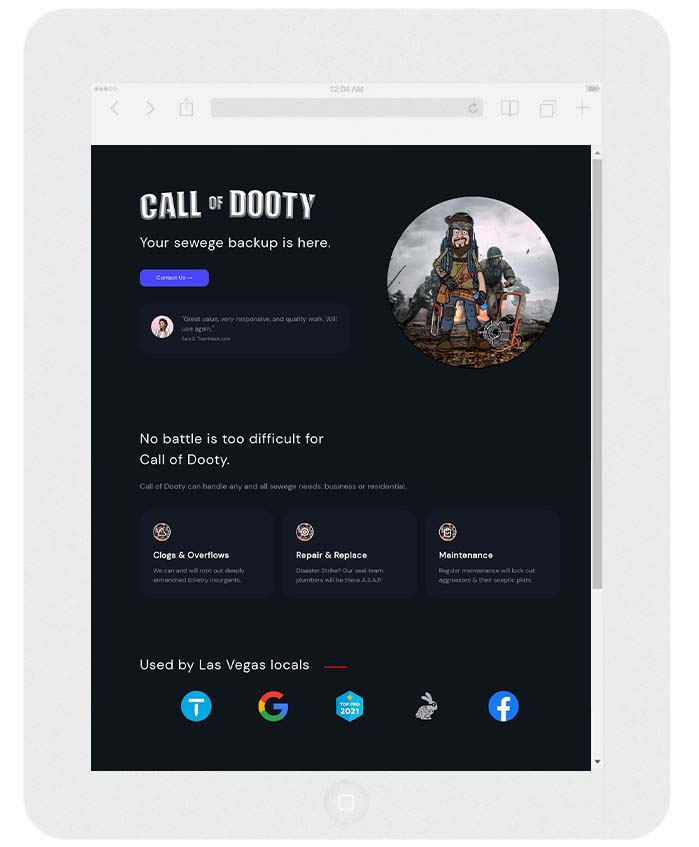 12:04 AM
CALL OF DOOTY
Your sewege backup is here.
Contact Us →
"Great value, very responsive, and quality work. Will
use again."
Sara S, Thumbtack.com
No battle is too difficult for
Call of Dooty.
Call of Dooty can handle any and all sewege needs; business or residential.
Clogs & Overflows
We can and will root out deeply
entrenched toiletry insurgents.
Repair & Replace
Disaster Strike? Our seal team
plumbers will be there A.S.A.P.
Maintenance
Regular maintenance will lock out
aggressors & their sceptic plots.
Used by Las Vegas locals
T
G
TOP PRO
2021
f